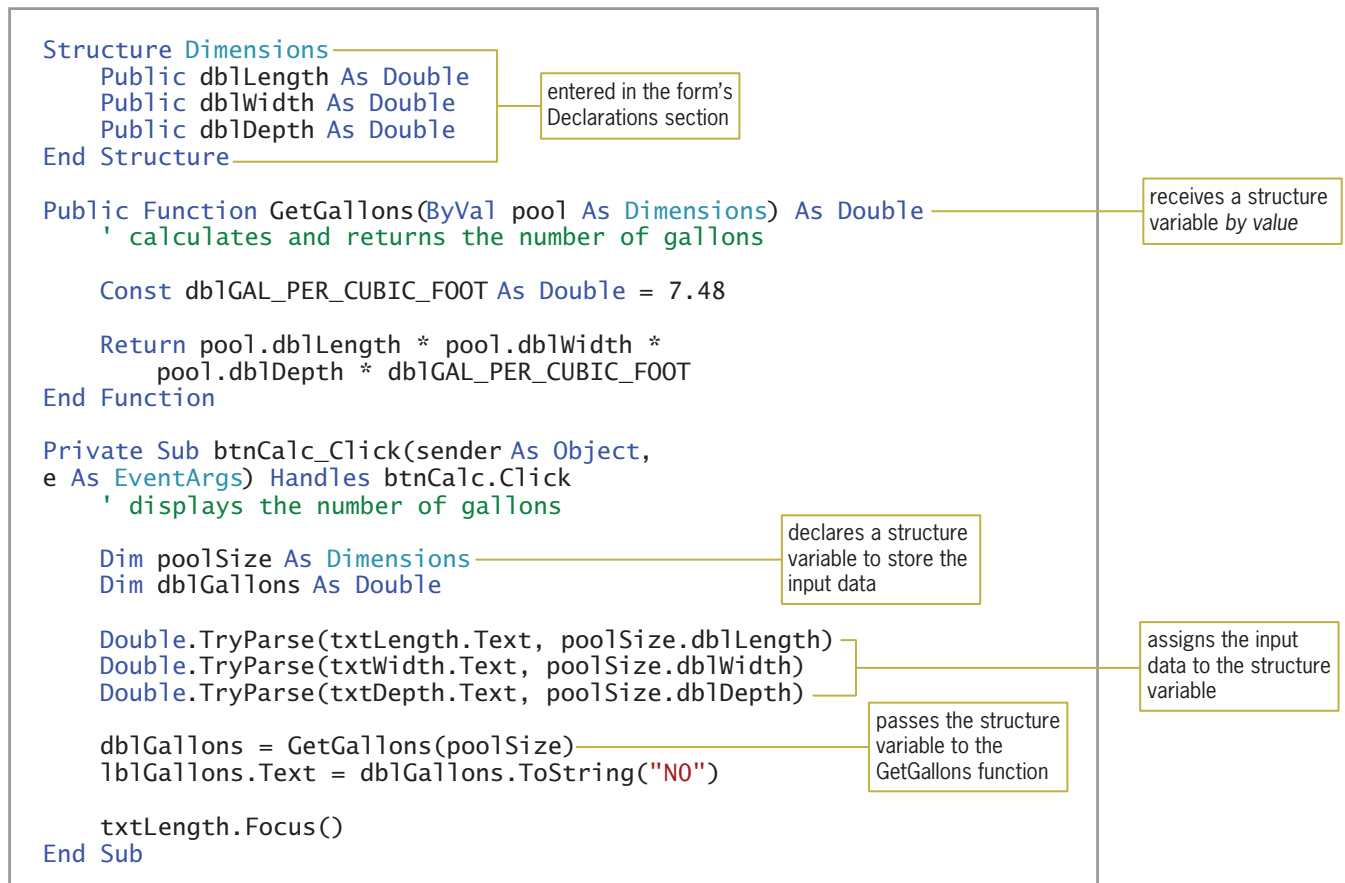 Structure Dimensions
Public dblLength As Double
Public dblWidth As Double
Public dblDepth As Double
End Structure
entered in the form's
Declarations section
Public Function GetGallons(ByVal pool As Dimensions) As Double
receives a structure
variable by value
' calculates and returns the number of gallons
Const dblGAL_PER_CUBIC_FOOT As Double = 7.48
Return pool.dblLength * pool.dblWidth *
pool.dblDepth * dblGAL_PER_CUBIC_FOOT
End Function
Private Sub btnCalc_Click(sender As Object,
e As EventArgs) Handles btnCalc.Click
' displays the number of gallons
Dim poolSize As Dimensions
Dim dblGallons As Double
declares a structure
variable to store the
input data
Double.TryParse(txtLength.Text, poolSize.dblLength)
Double.TryParse(txtWidth.Text, poolSize.dblWidth)
Double.TryParse(txtDepth.Text, poolSize.dblDepth)
assigns the input
data to the structure
variable
dblGallons = GetGallons(poolSize)
lblGallons.Text = dblGallons.ToString("N0")
passes the structure
variable to the
GetGallons function
txtLength.Focus()
End Sub